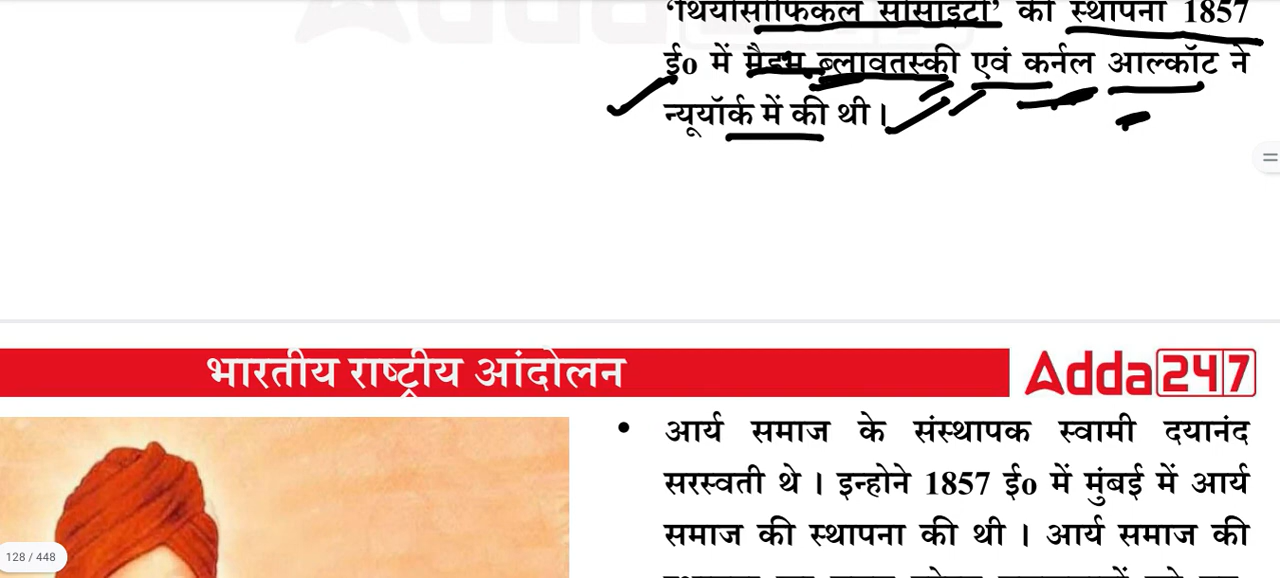 ‘थियोसोफिकल सोसाइटी’ की स्थापना 1857
ई० में मैडम ब्लावतस्की एवं कर्नल आल्कॉट ने
न्यूयॉर्क में की थी।
भारतीय राष्ट्रीय आंदोलन
Adda247
• आर्य समाज के संस्थापक स्वामी दयानंद
सरस्वती थे । इन्होने 1857 ई० में मुंबई में आर्य
समाज की स्थापना की थी । आर्य समाज की
128 / 448